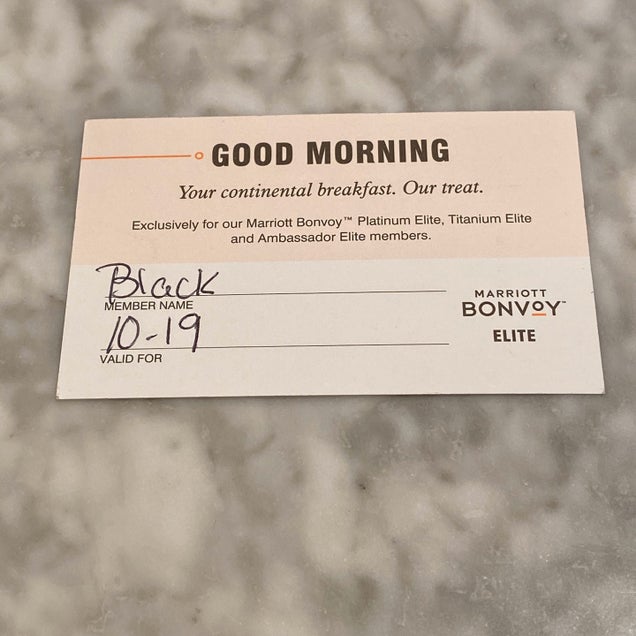 GOOD MORNING
Your continental breakfast. Our treat.
Exclusively for our Marriott Bonvoy™ Platinum Elite, Titanium Elite
and Ambassador Elite members.
Black
MEMBER NAME
10-19
VALID FOR
MARRIOTT
BONVOY™
ELITE